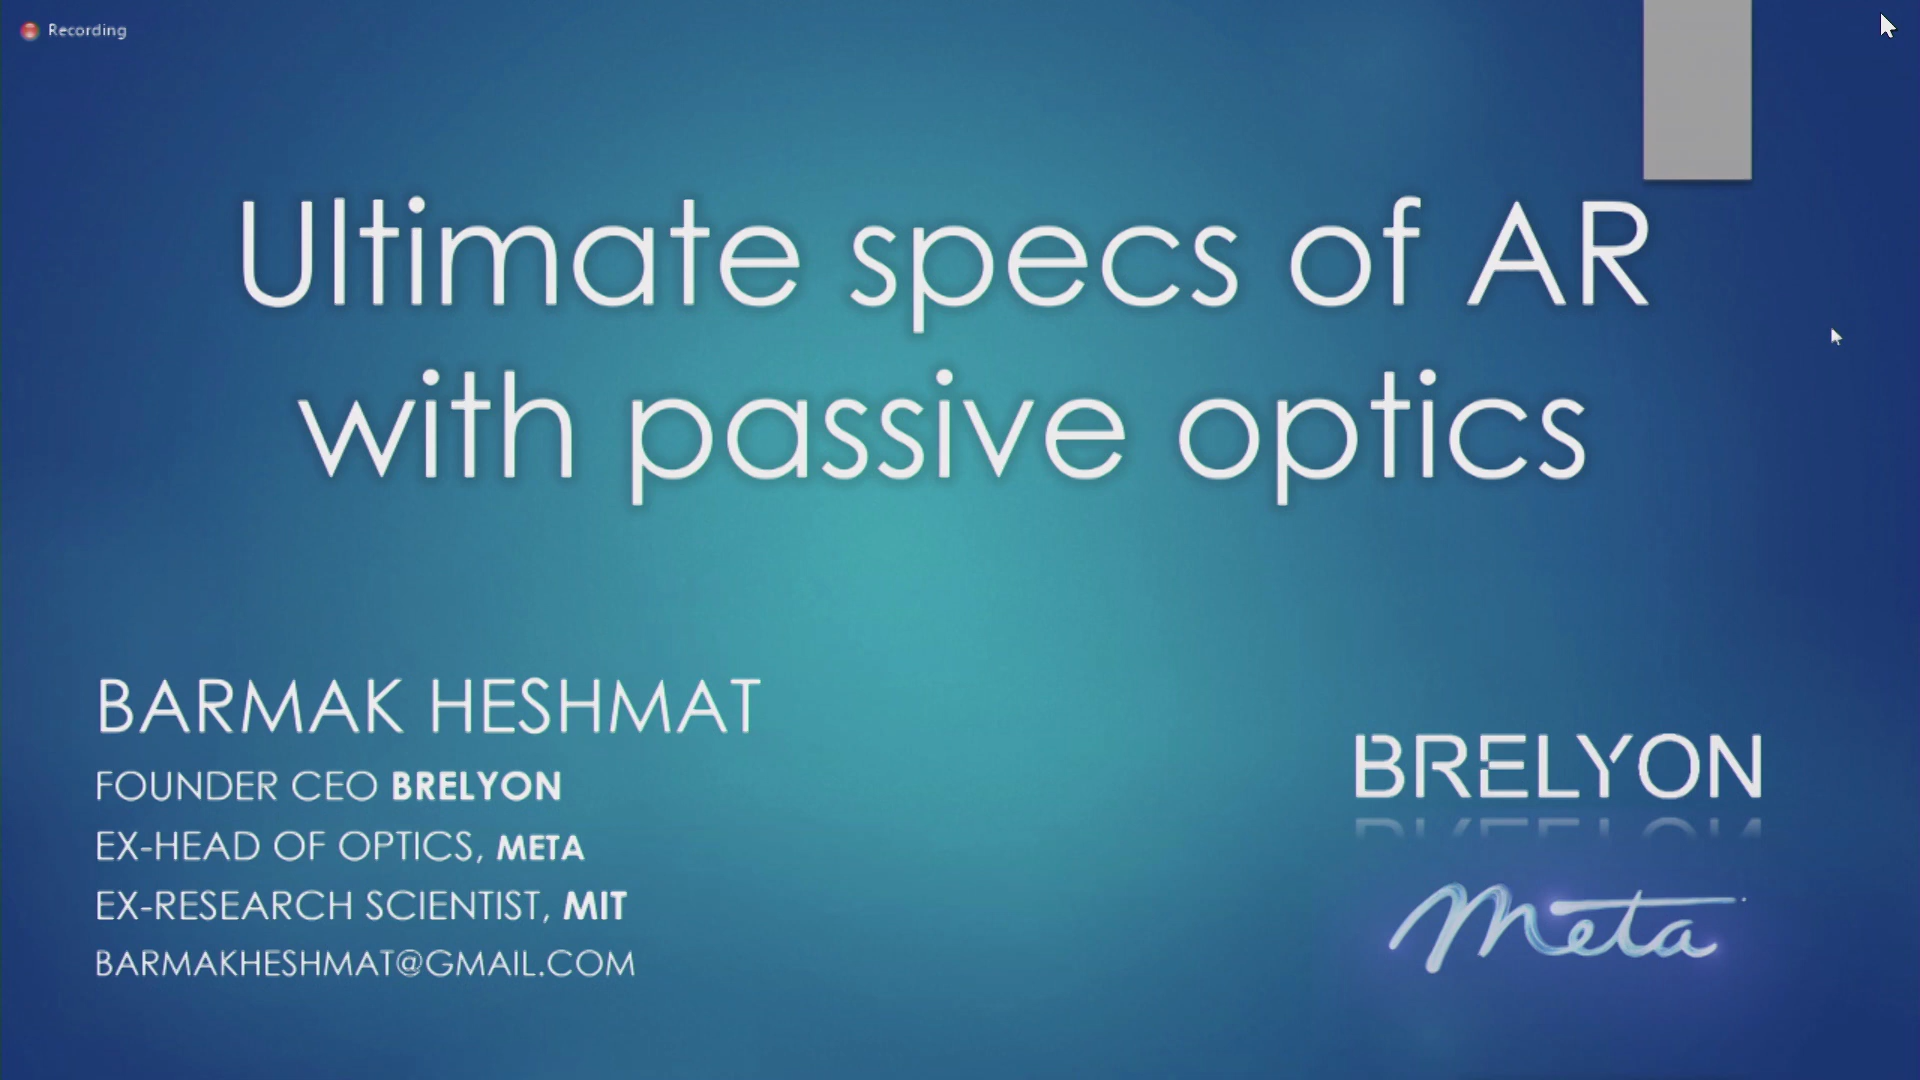 Recording
Ultimate specs of AR
with passive optics
BARMAK HESHMAT
FOUNDER CEO BRELYON
EX-HEAD OF OPTICS, META
EX-RESEARCH SCIENTIST, MIT
BARMAKHESHMAT@GMAIL.COM
BRELYON
meta